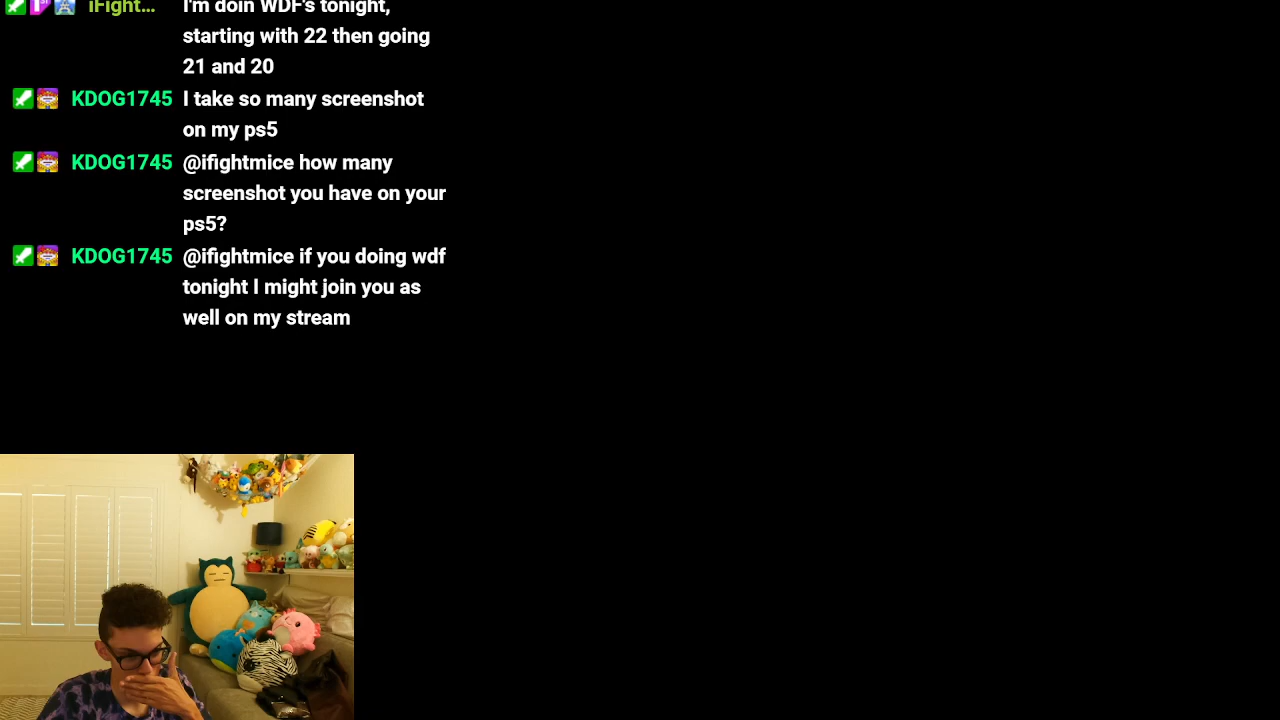 iFight...
I'm doin WDF's tonight,
starting with 22 then going
21 and 20
KDOG1745 I take so many screenshot
on my ps5
KDOG1745 @ifightmice how many
screenshot you have on your
ps5?
KDOG1745 @ifightmice if you doing wdf
tonight I might join you as
well on my stream